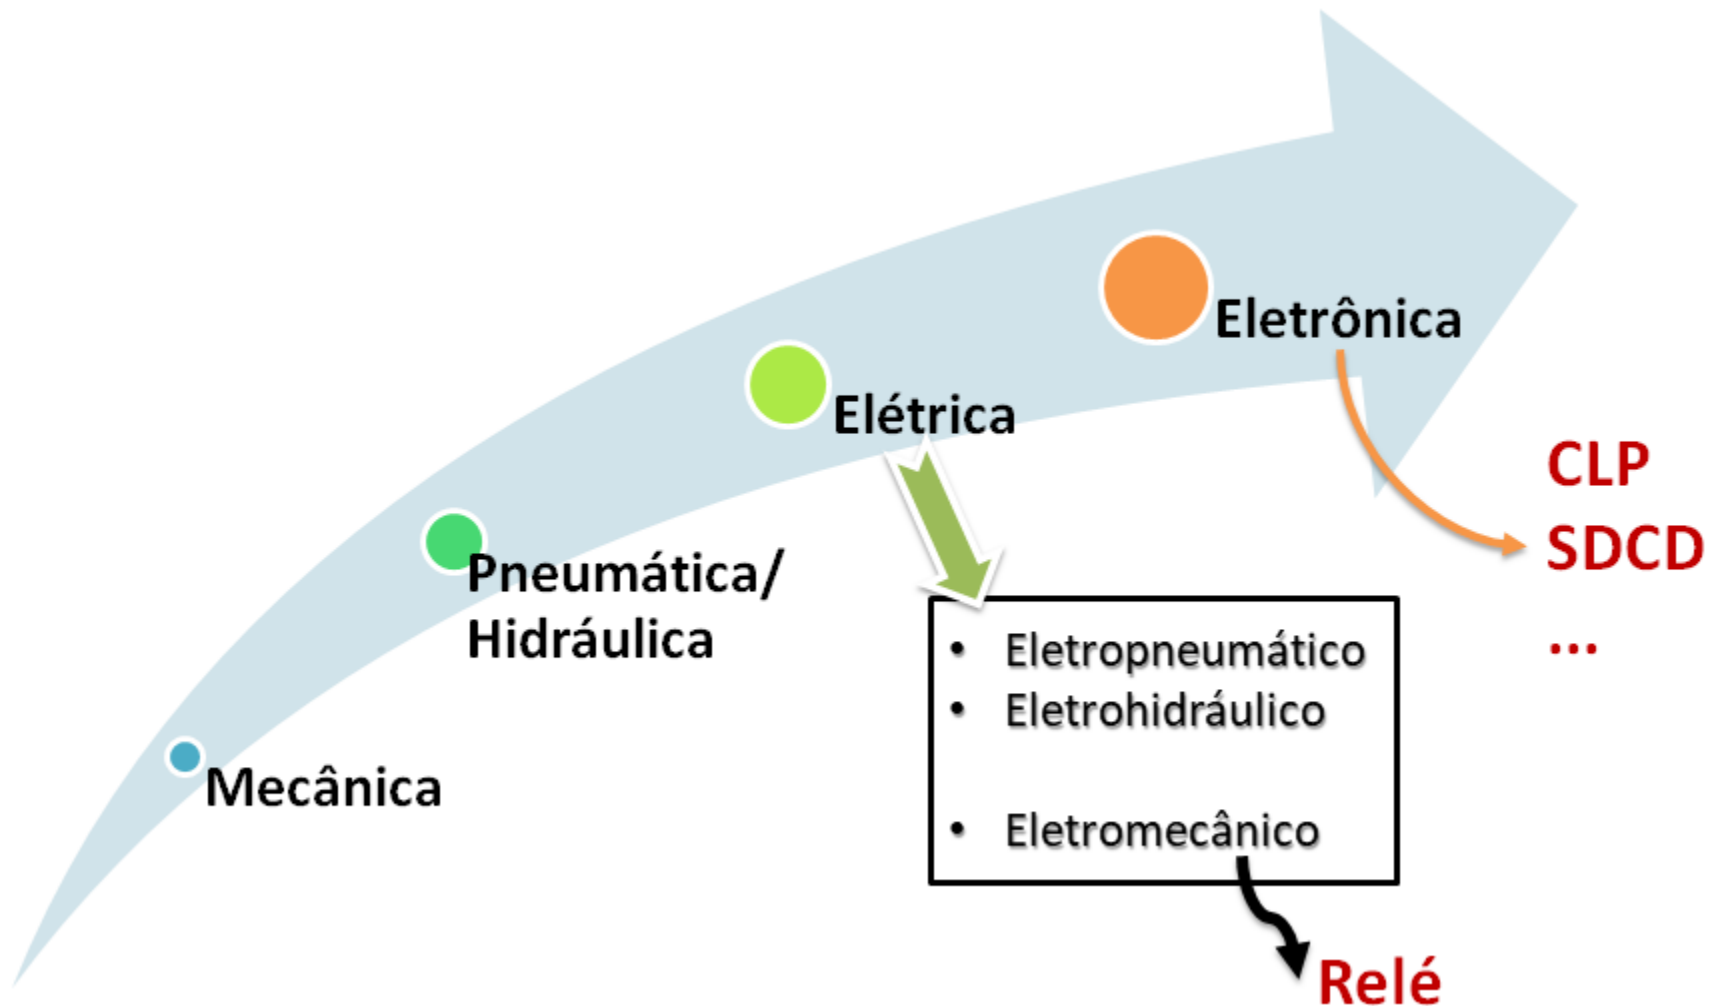 Eletrônica
Elétrica
CLP
SDCD
...
Pneumática/
Hidráulica
• Eletropneumático
• Eletrohidráulico
• Eletromecânico
Mecânica
Relé